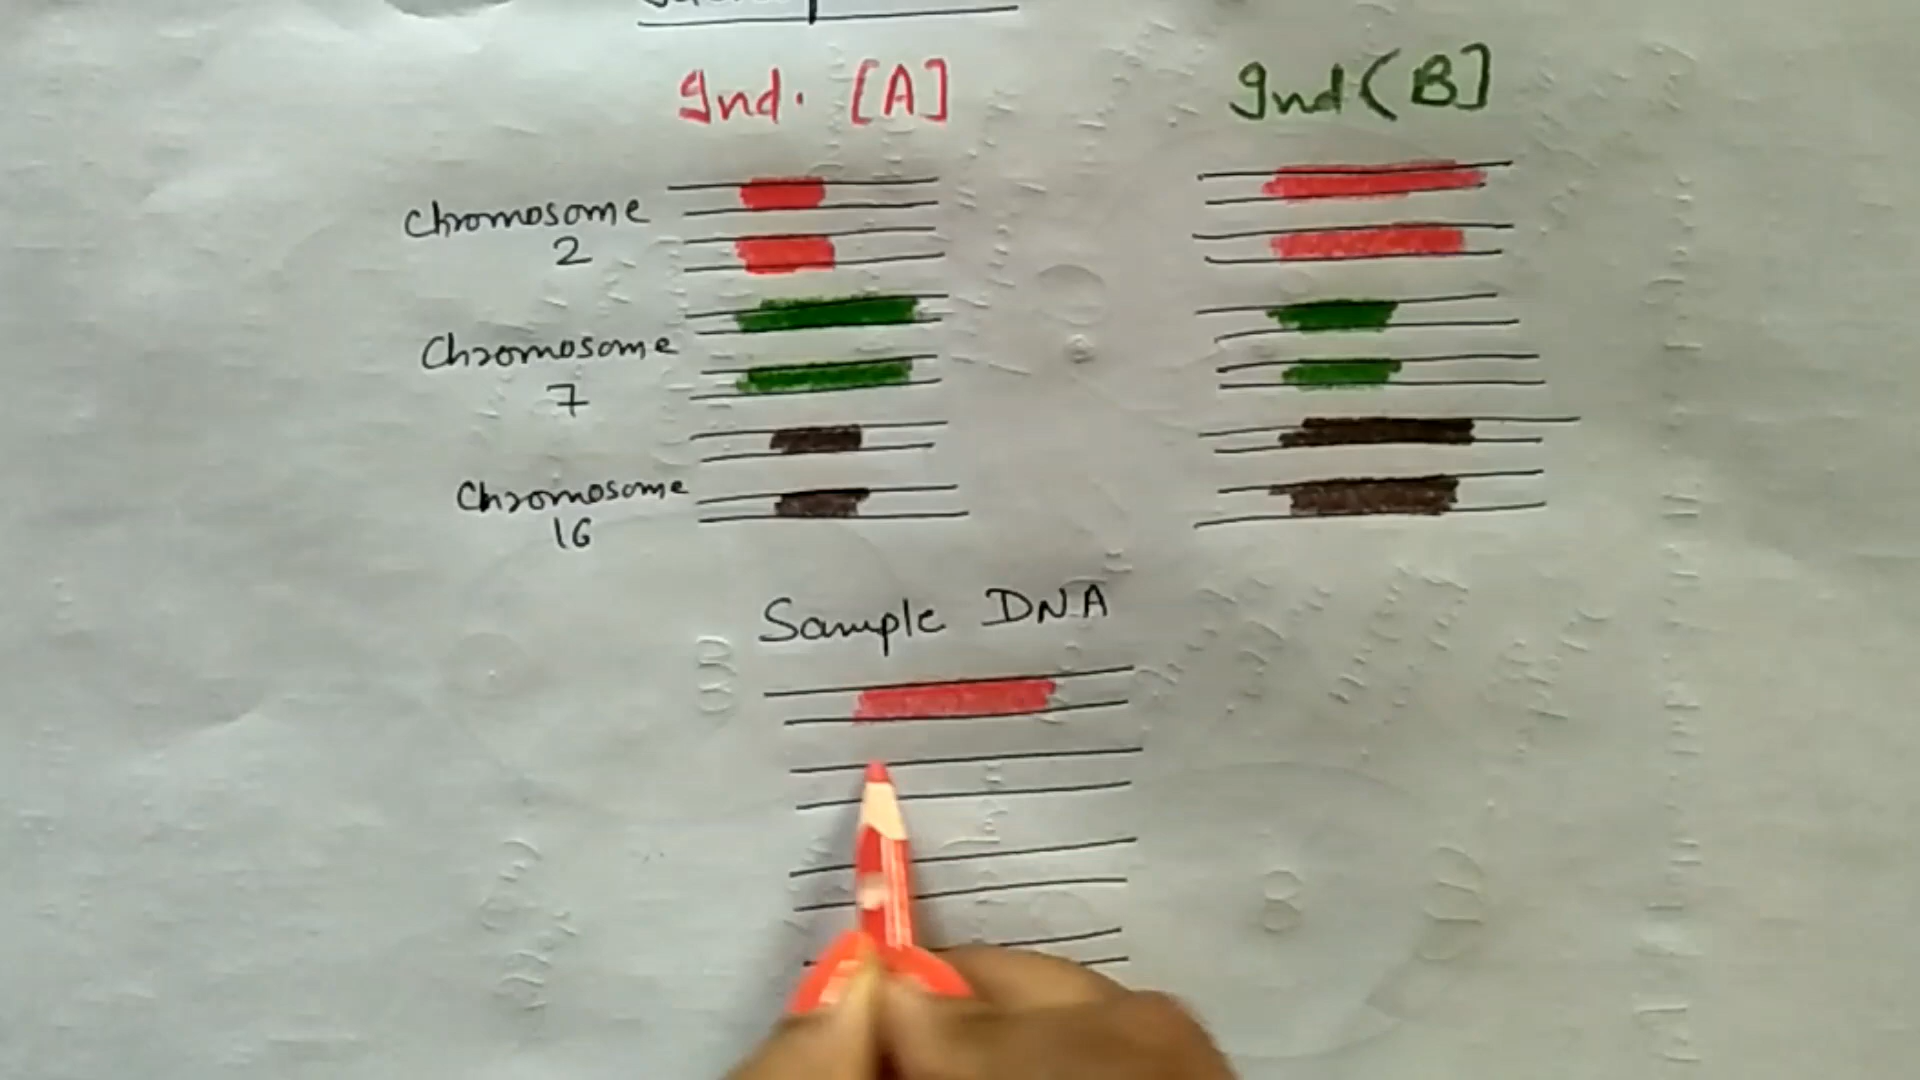 Ind. [A]
Ind (B]
Chromosome
2
Chromosome
7
Chromosome
16
Sample DNA